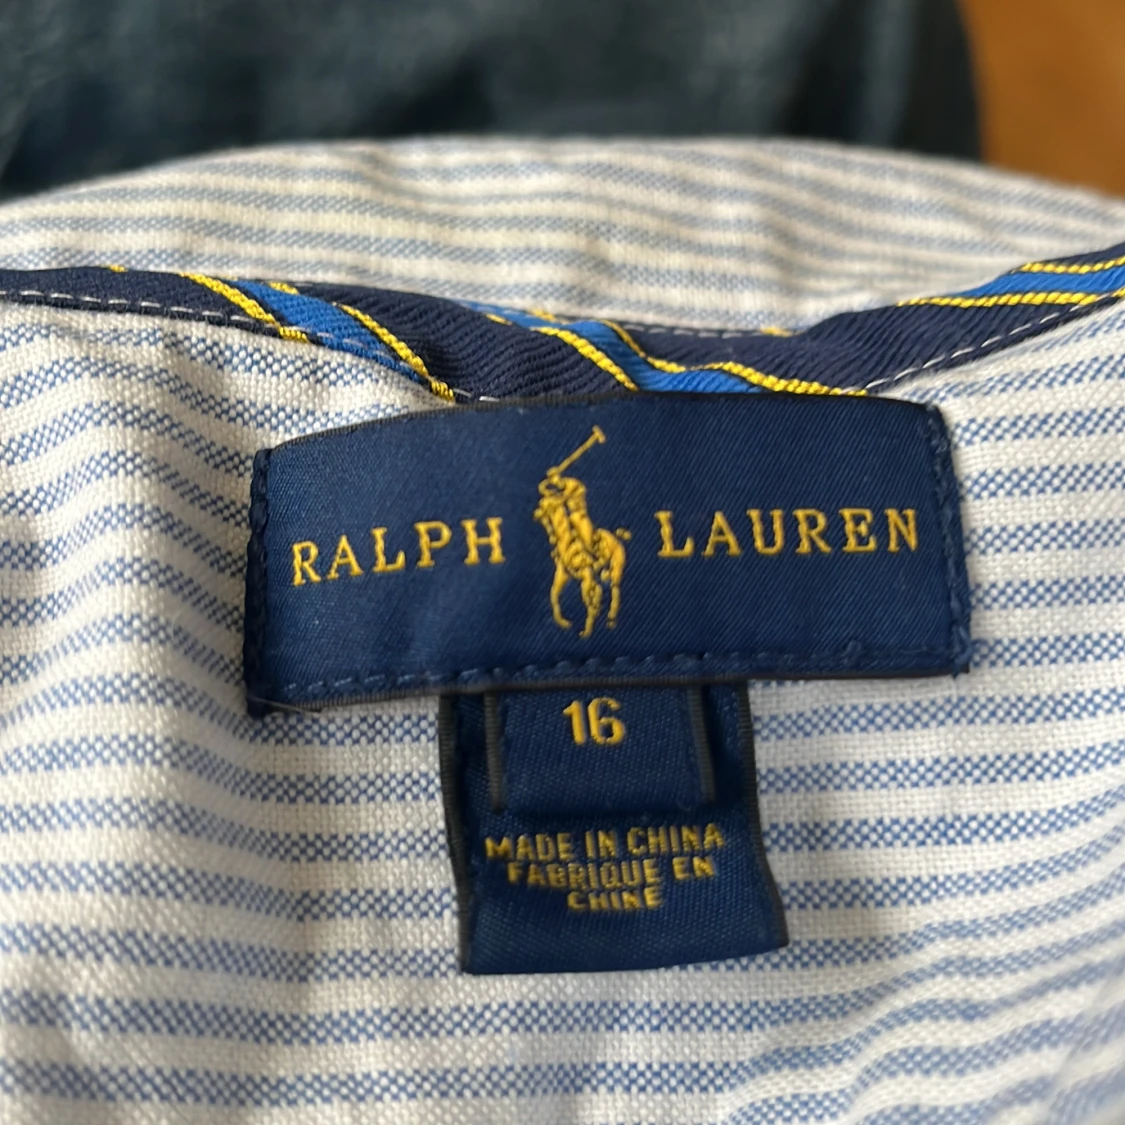 RALPH LAUREN
16
MADE IN CHINA
FABRIQUE EN
CHINE